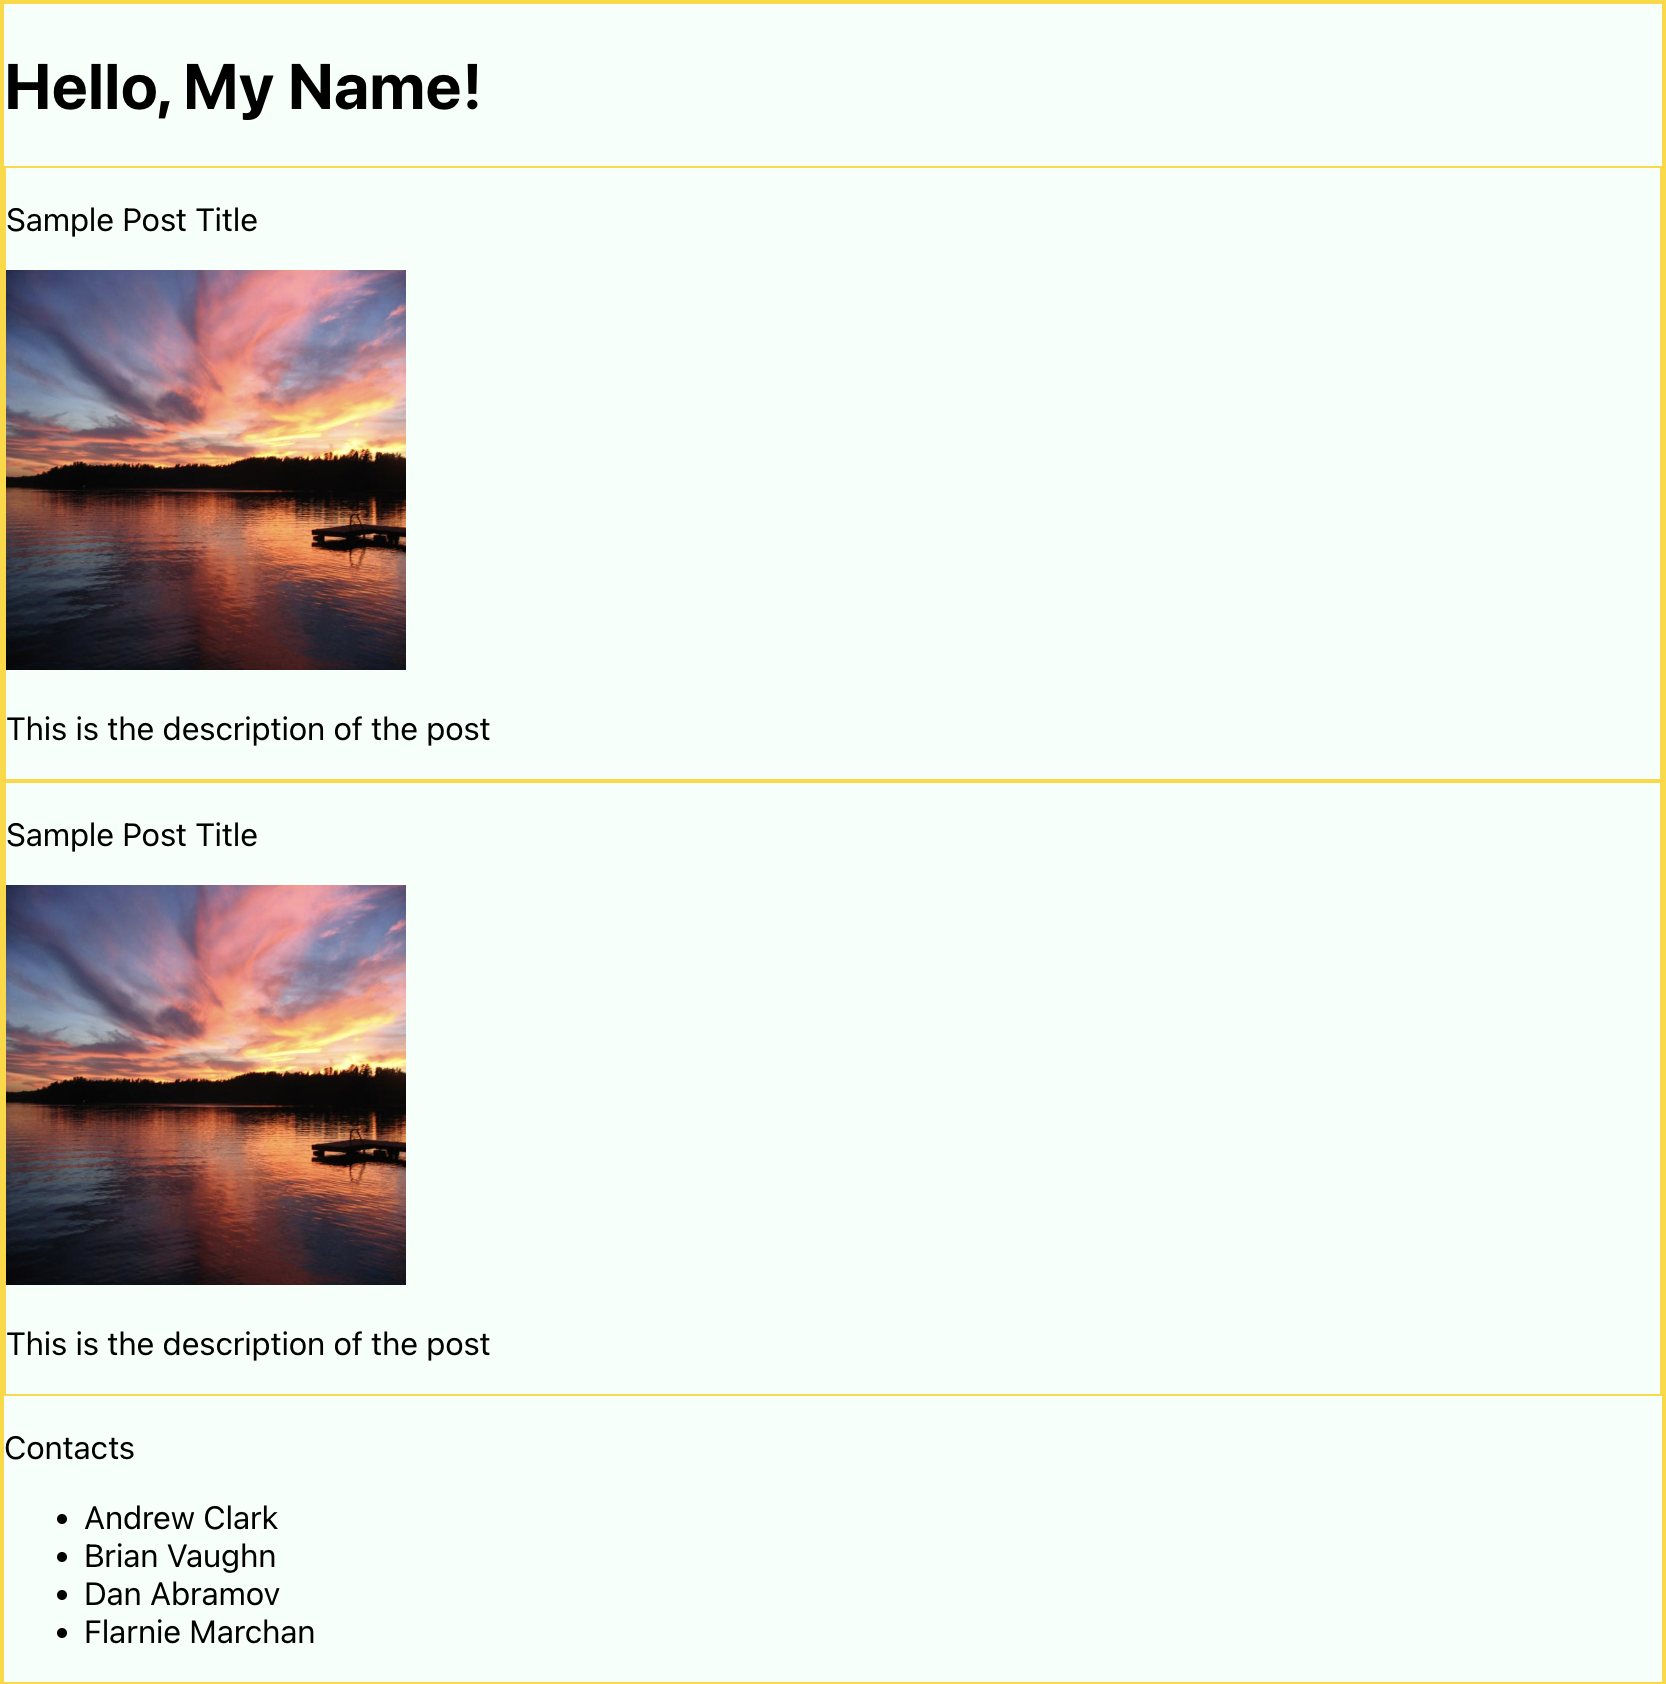 Hello, My Name!
Sample Post Title
This is the description of the post
Sample Post Title
This is the description of the post
Contacts
Andrew Clark
Brian Vaughn
Dan Abramov
Flarnie Marchan